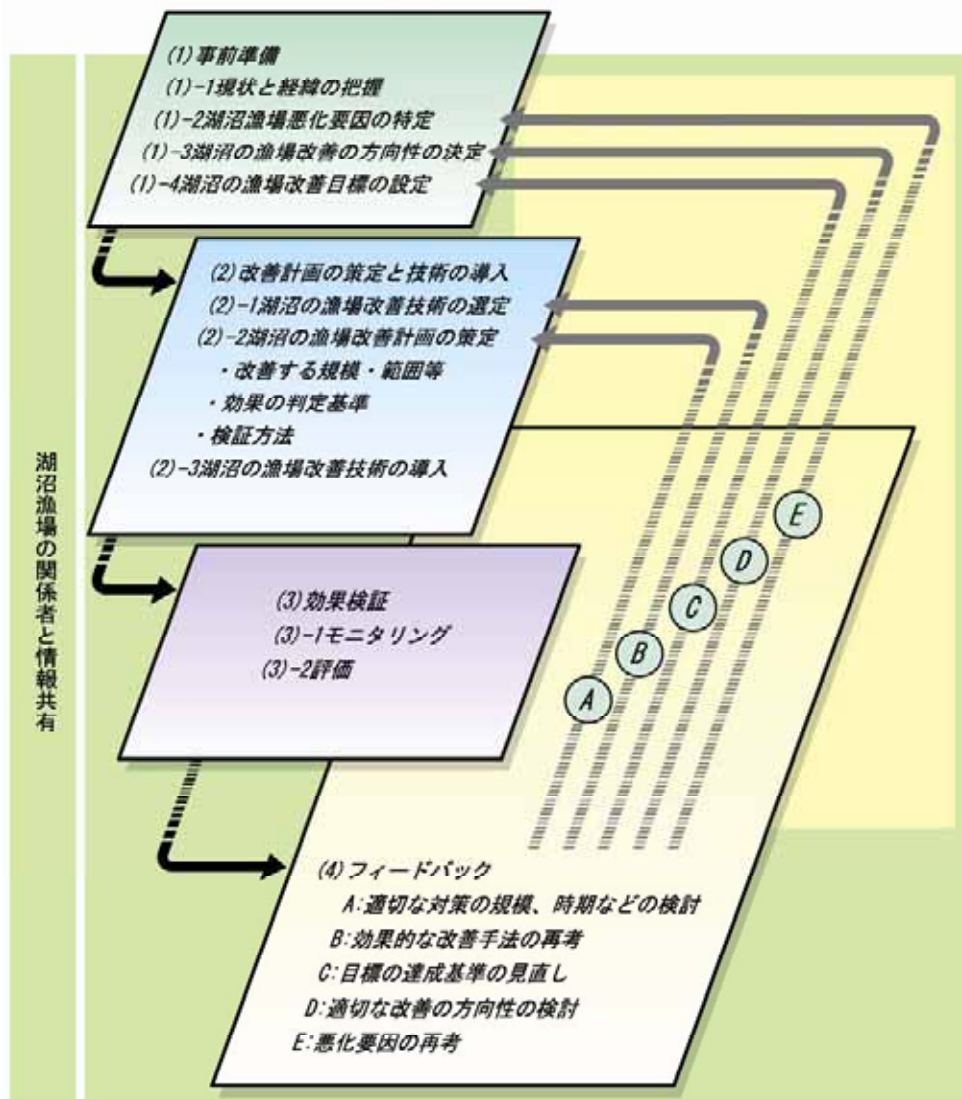 湖沼漁場の関係者と情報共有
(1)事前準備
(1)-1現状と経緯の把握
(1)-2湖沼漁場悪化要因の特定
(1)-3湖沼の漁場改善の方向性の決定
(1)-4湖沼の漁場改善目標の設定
(2)改善計画の策定と技術の導入
(2)-1湖沼の漁場改善技術の選定
(2)-2湖沼の漁場改善計画の策定
・改善する規模・範囲等
・効果の判定基準
・検証方法
(2)-3湖沼の漁場改善技術の導入
(3)効果検証
(3)-1モニタリング
(3)-2評価
E
D
C
B
A
(4)フィードバック
A:適切な対策の規模、時期などの検討
B:効果的な改善手法の再考
C:目標の達成基準の見直し
D:適切な改善の方向性の検討
E:悪化要因の再考